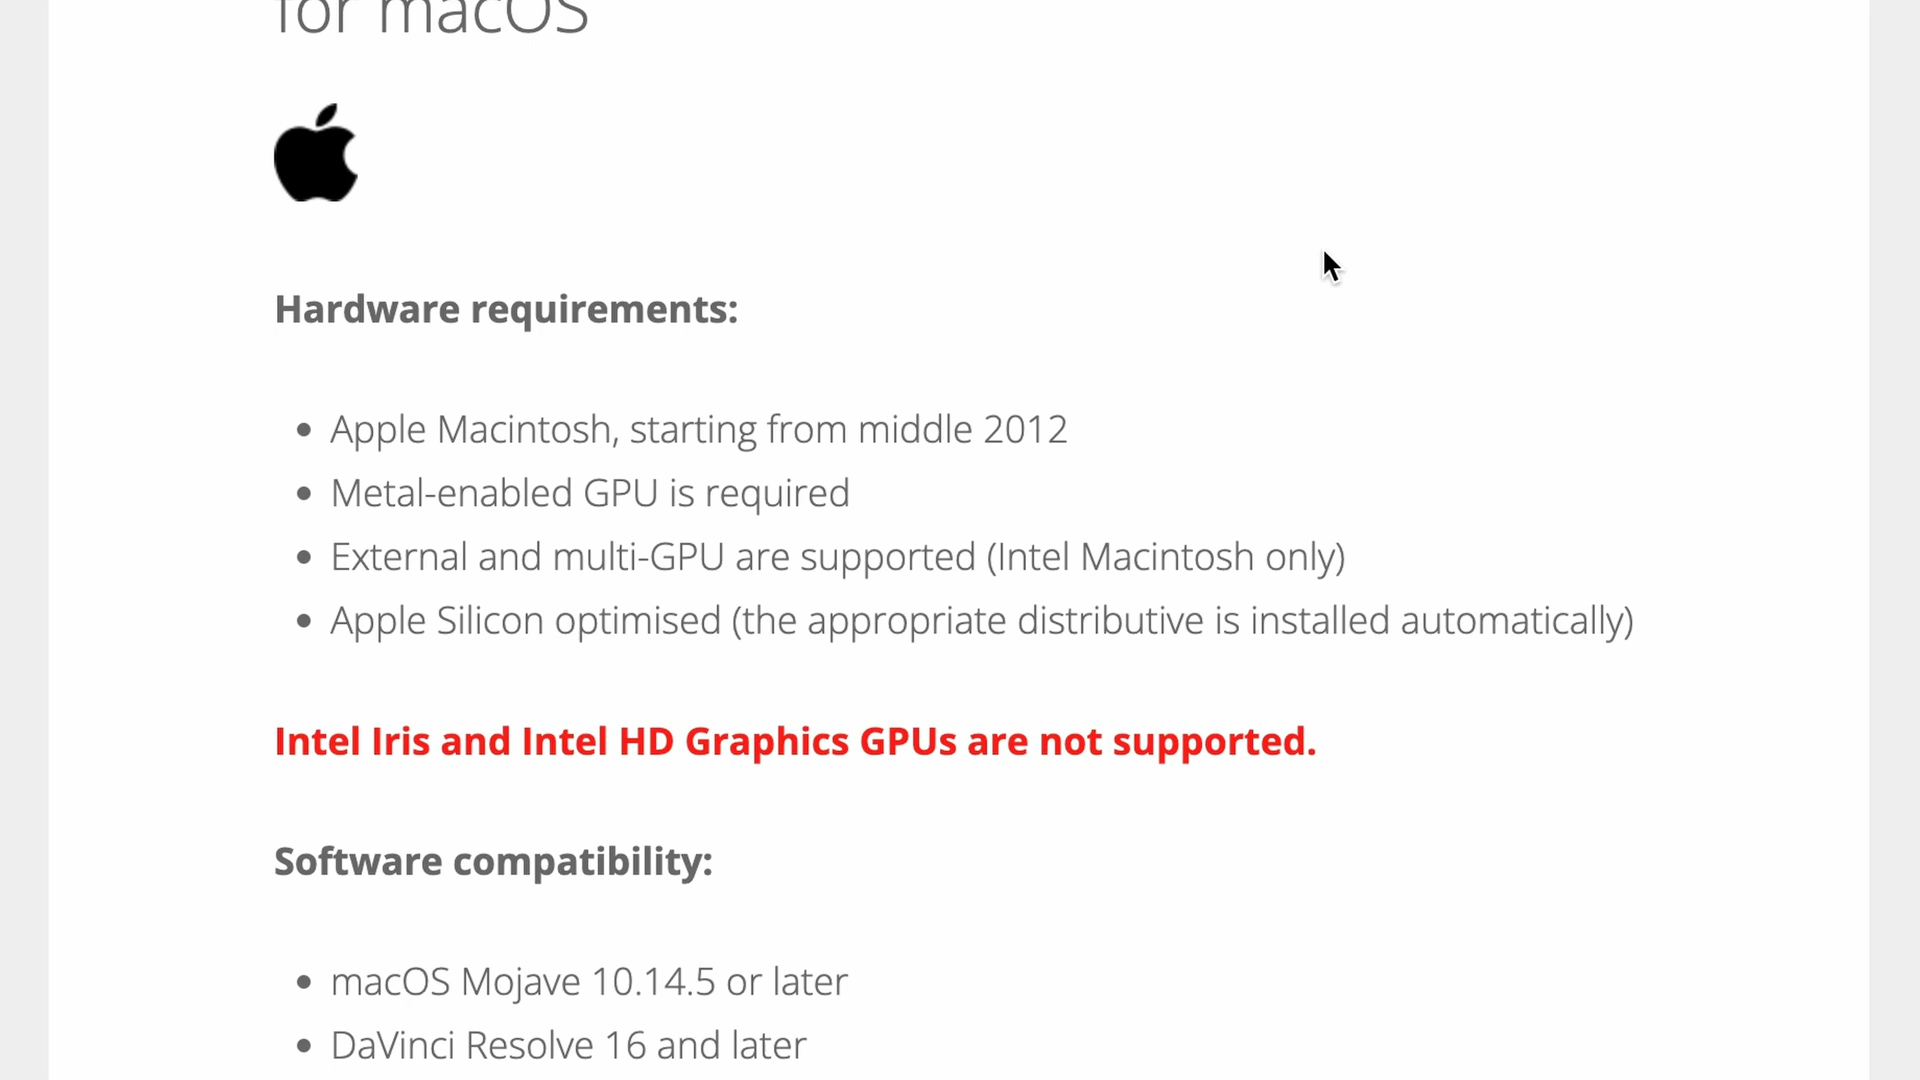 for macOS
Hardware requirements:
Apple Macintosh, starting from middle 2012
Metal-enabled GPU is required
External and multi-GPU are supported (Intel Macintosh only)
Apple Silicon optimised (the appropriate distributive is installed automatically)
Intel Iris and Intel HD Graphics GPUs are not supported.
Software compatibility:
macOS Mojave 10.14.5 or later
DaVinci Resolve 16 and later